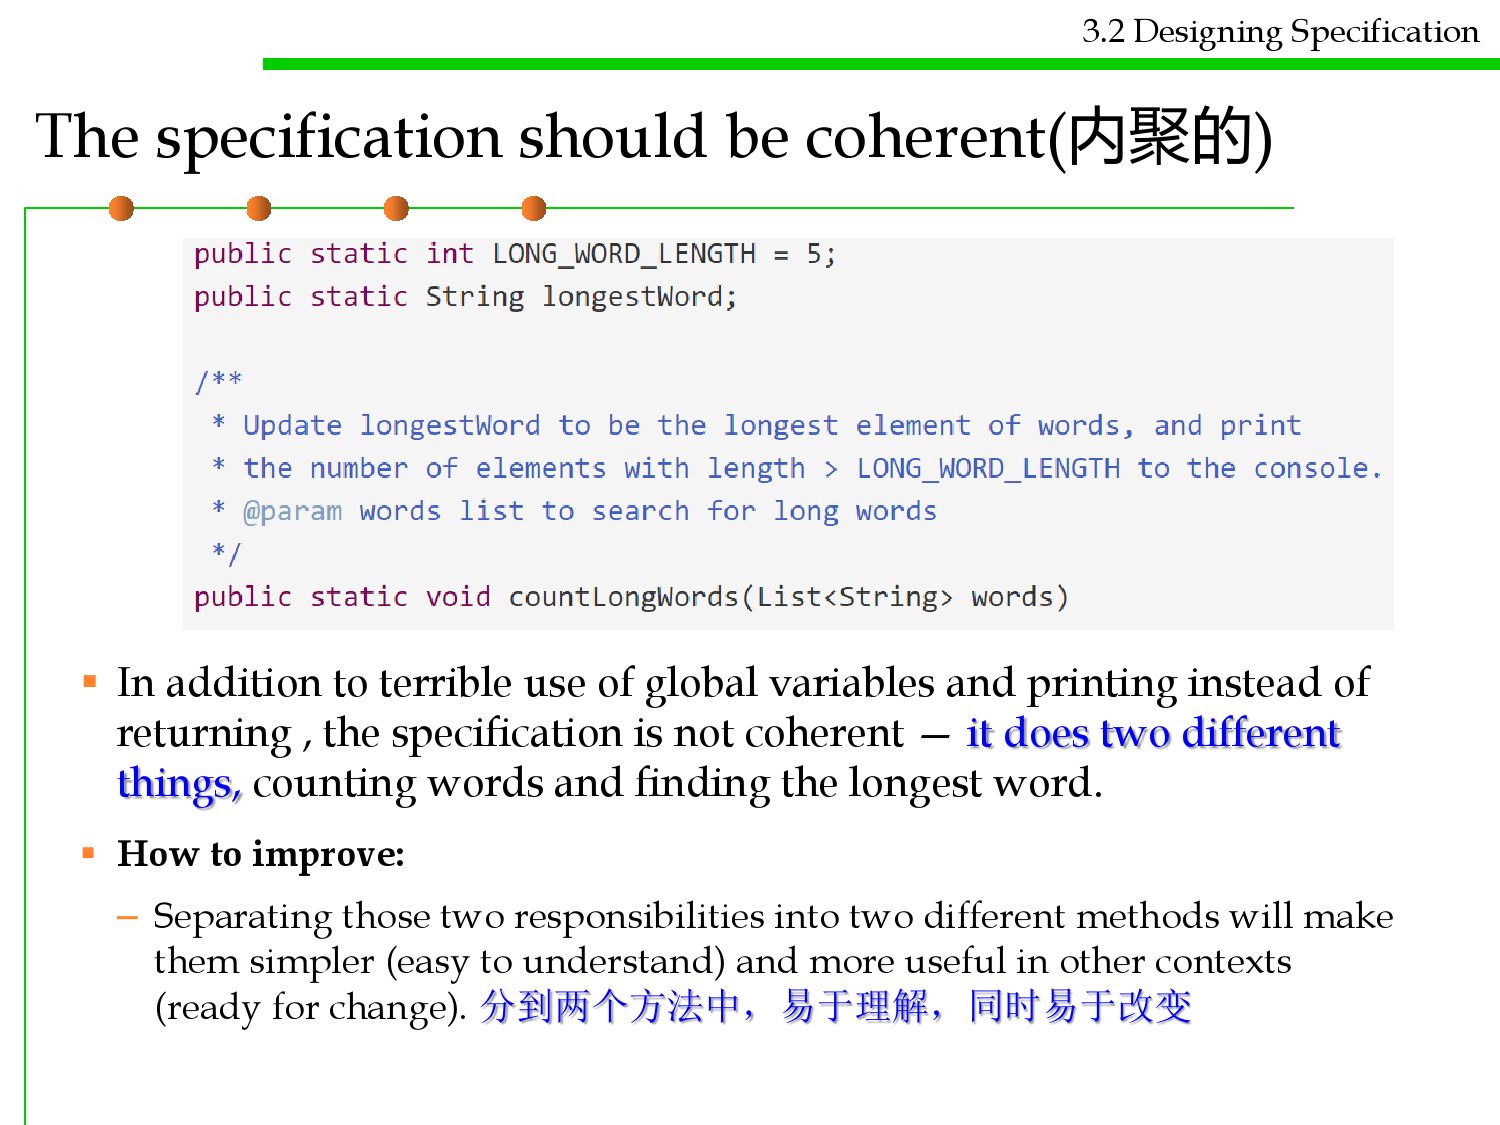 3.2 Designing Specification
The specification should be coherent(内聚的)
public static int LONG_WORD_LENGTH = 5;
public static String longestWord;
/**
* Update longestWord to be the longest element of words, and print
* the number of elements with length > LONG_WORD_LENGTH to the console.
* @param words list to search for long words
*/
public static void countLongWords(List<String> words)
▪ In addition to terrible use of global variables and printing instead of
returning , the specification is not coherent — it does two different
things, counting words and finding the longest word.
▪ How to improve:
– Separating those two responsibilities into two different methods will make
them simpler (easy to understand) and more useful in other contexts
(ready for change). 分到两个方法中，易于理解，同时易于改变